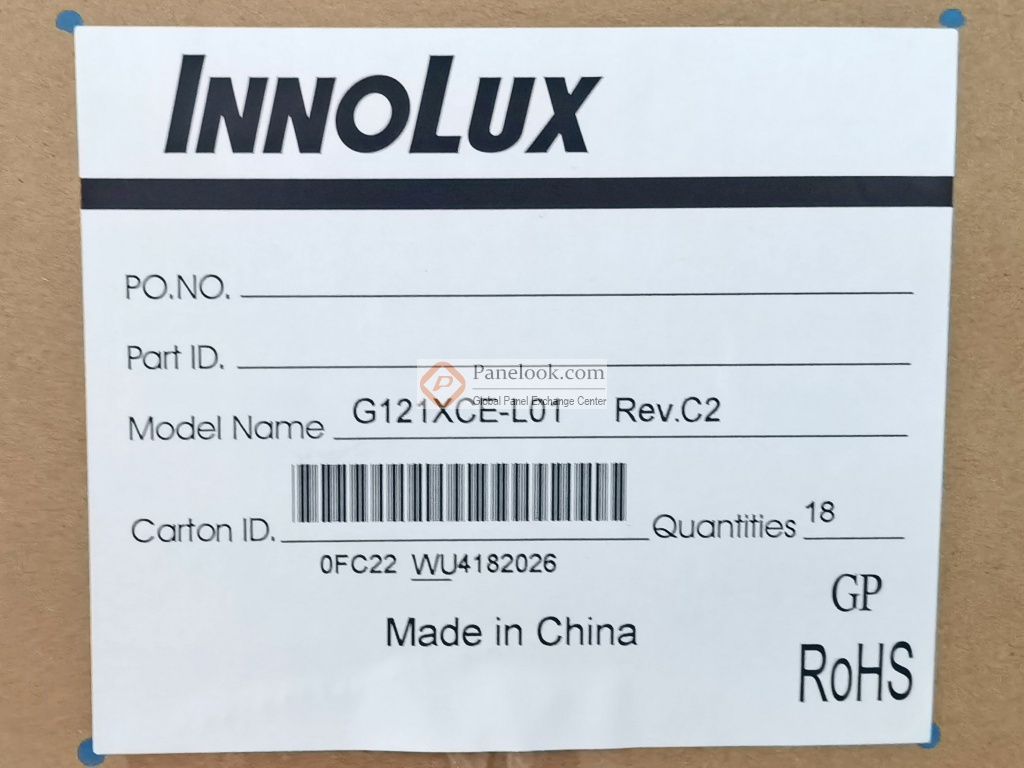 INNOLUX
PO.NO.
Part ID.
Panelook.com
Global Panel Exchange Center
Model Name G121XCE-L01 Rev.C2
Carton ID. Quantities 18
0FC22 WU4182026
Made in China
GP
RoHS